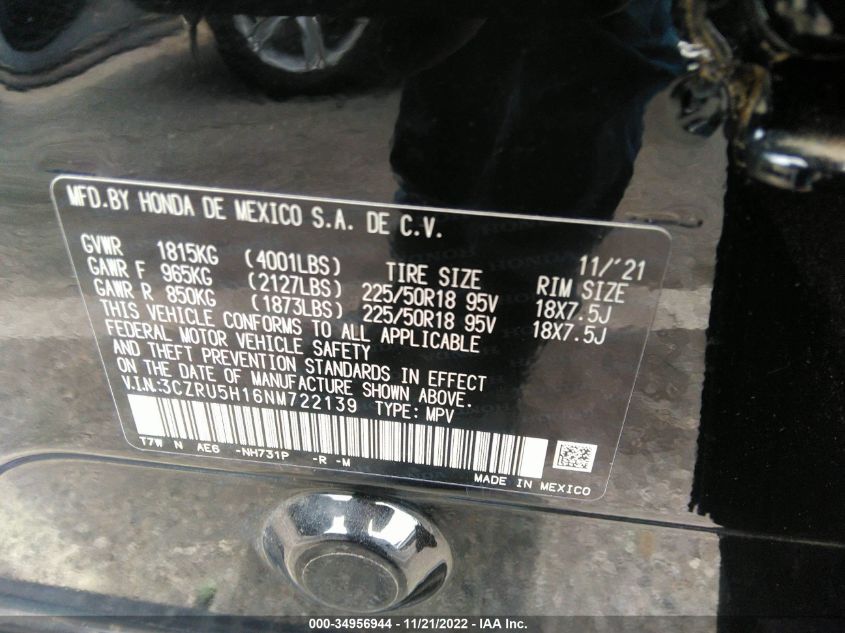 MFD.BY HONDA DE MEXICO S.A. DE C.V.
11/'21
GVWR 1815KG (4001LBS) TIRE SIZE RIM SIZE
GAWR F 965KG (2127LBS) 225/50R18 95V 18X7.5J
GAWR R 850KG (1873LBS) 225/50R18 95V 18X7.5J
THIS VEHICLE CONFORMS TO ALL APPLICABLE
FEDERAL MOTOR VEHICLE SAFETY
AND THEFT PREVENTION STANDARDS IN EFFECT
ON THE DATE OF MANUFACTURE SHOWN ABOVE.
V.I.N:3CZRU5H16NM722139 TYPE: MPV
T7W N AE6 -NH731P -R -M
MADE IN MEXICO
000-34956944 - 11/21/2022 - IAA Inc.